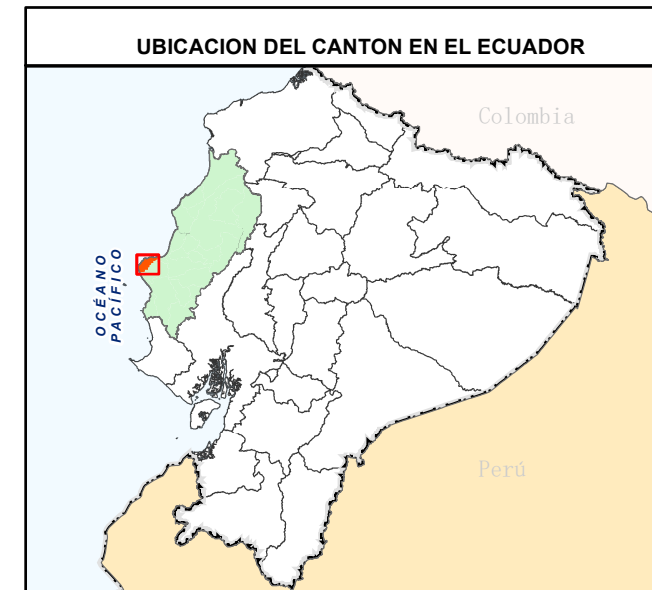 UBICACION DEL CANTON EN EL ECUADOR
Colombia
OCÉANO
PACÍFICO
Perú